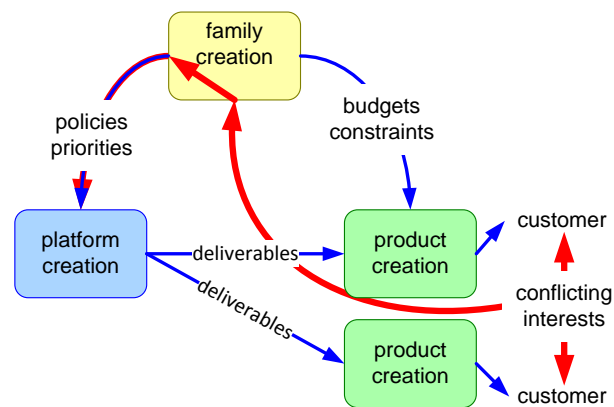 family
creation
policies
priorities
budgets
constraints
platform
creation
deliverables
product
creation
customer
conflicting
interests
deliverables
product
creation
customer